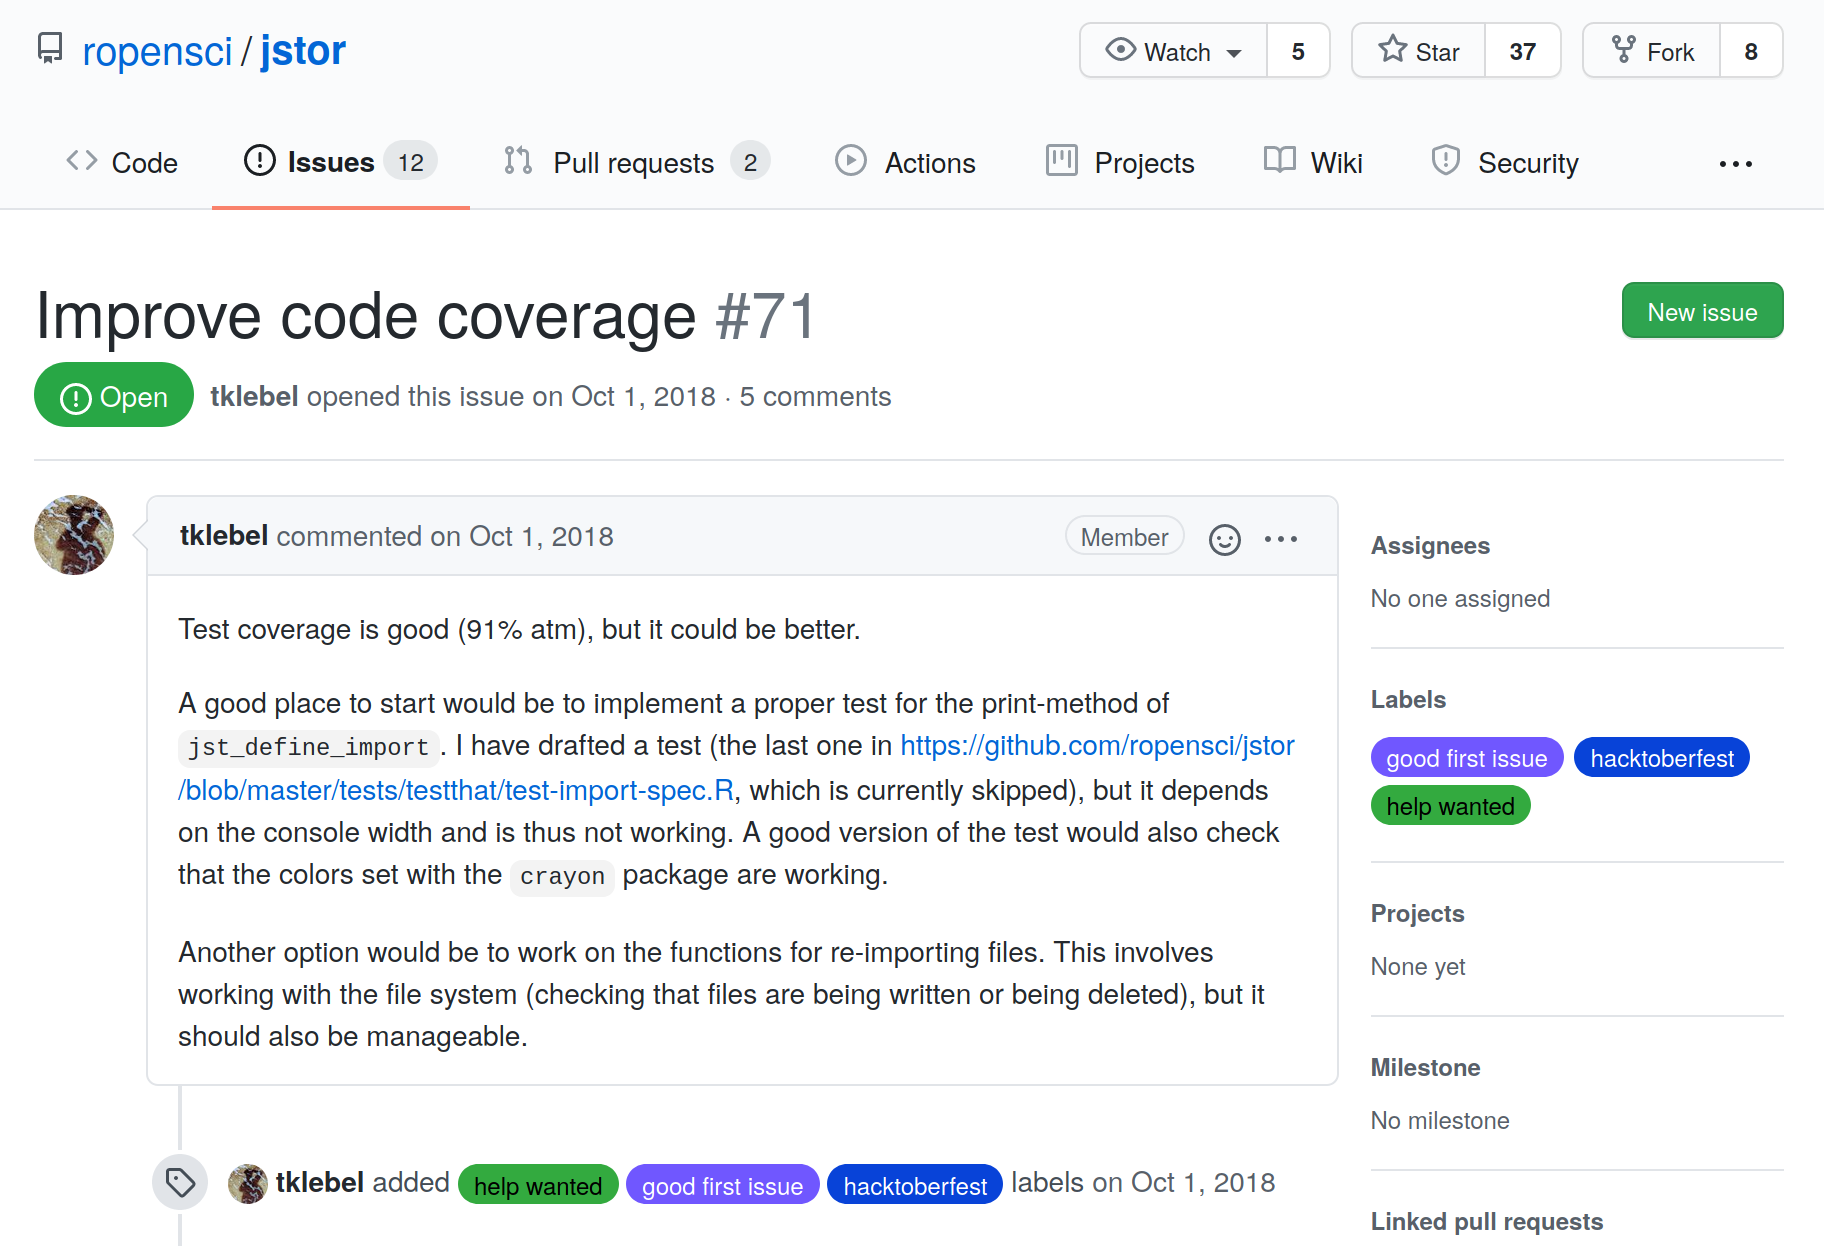 ropensci / jstor
Watch 5 Star 37 Fork 8
Code Issues 12 Pull requests 2 Actions Projects Wiki Security
Improve code coverage #71
New issue
Open tklebel opened this issue on Oct 1, 2018 · 5 comments
tklebel commented on Oct 1, 2018 Member
Test coverage is good (91% atm), but it could be better.
A good place to start would be to implement a proper test for the print-method of
jst_define_import. I have drafted a test (the last one in https://github.com/ropensci/jstor
/blob/master/tests/testthat/test-import-spec.R, which is currently skipped), but it depends
on the console width and is thus not working. A good version of the test would also check
that the colors set with the crayon package are working.
Another option would be to work on the functions for re-importing files. This involves
working with the file system (checking that files are being written or being deleted), but it
should also be manageable.
tklebel added help wanted good first issue hacktoberfest labels on Oct 1, 2018
Assignees
No one assigned
Labels
good first issue hacktoberfest
help wanted
Projects
None yet
Milestone
No milestone
Linked pull requests